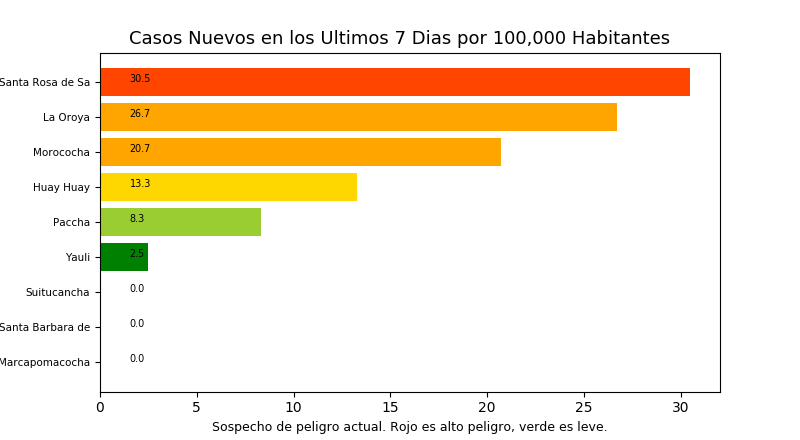 Casos Nuevos en los Ultimos 7 Dias por 100,000 Habitantes
Santa Rosa de Sa 30.5
La Oroya 26.7
Morococha 20.7
Huay Huay 13.3
Paccha 8.3
Yauli 2.5
Suitucancha 0.0
Santa Barbara de 0.0
Marcapomacocha 0.0
0 5 10 15 20 25 30
Sospecho de peligro actual. Rojo es alto peligro, verde es leve.